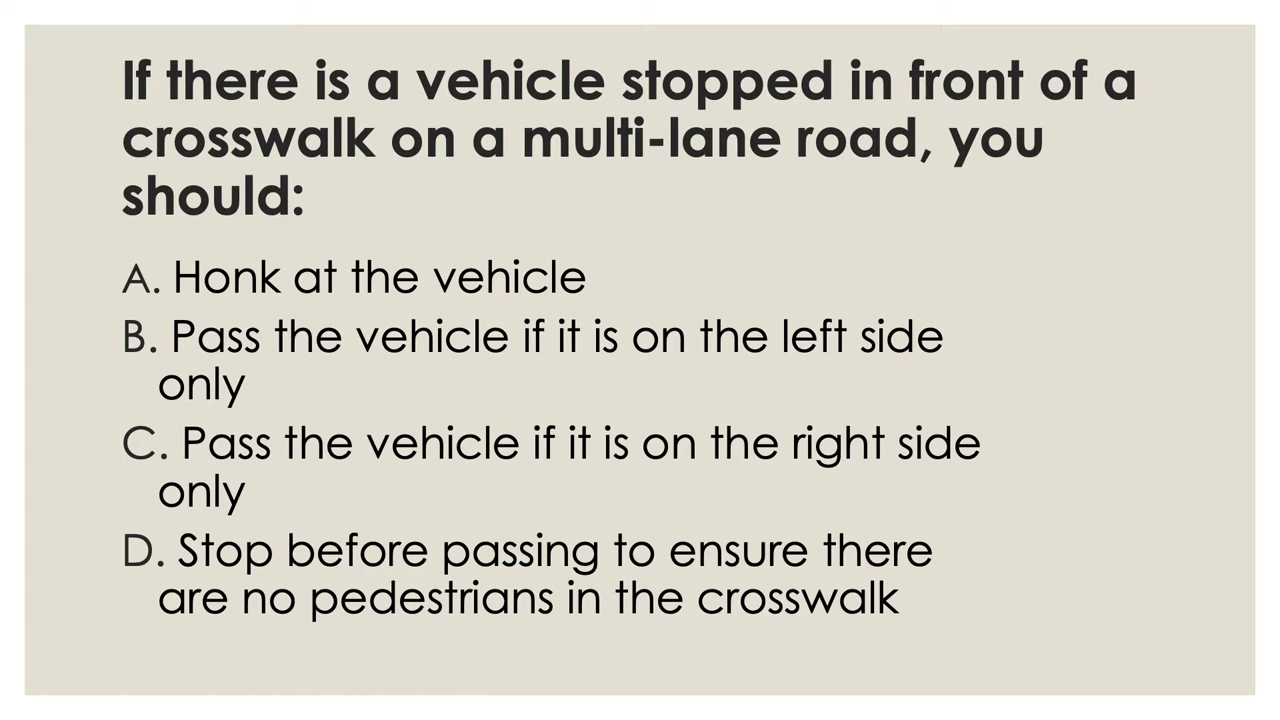 If there is a vehicle stopped in front of a
crosswalk on a multi-lane road, you
should:
A. Honk at the vehicle
B. Pass the vehicle if it is on the left side
only
C. Pass the vehicle if it is on the right side
only
D. Stop before passing to ensure there
are no pedestrians in the crosswalk